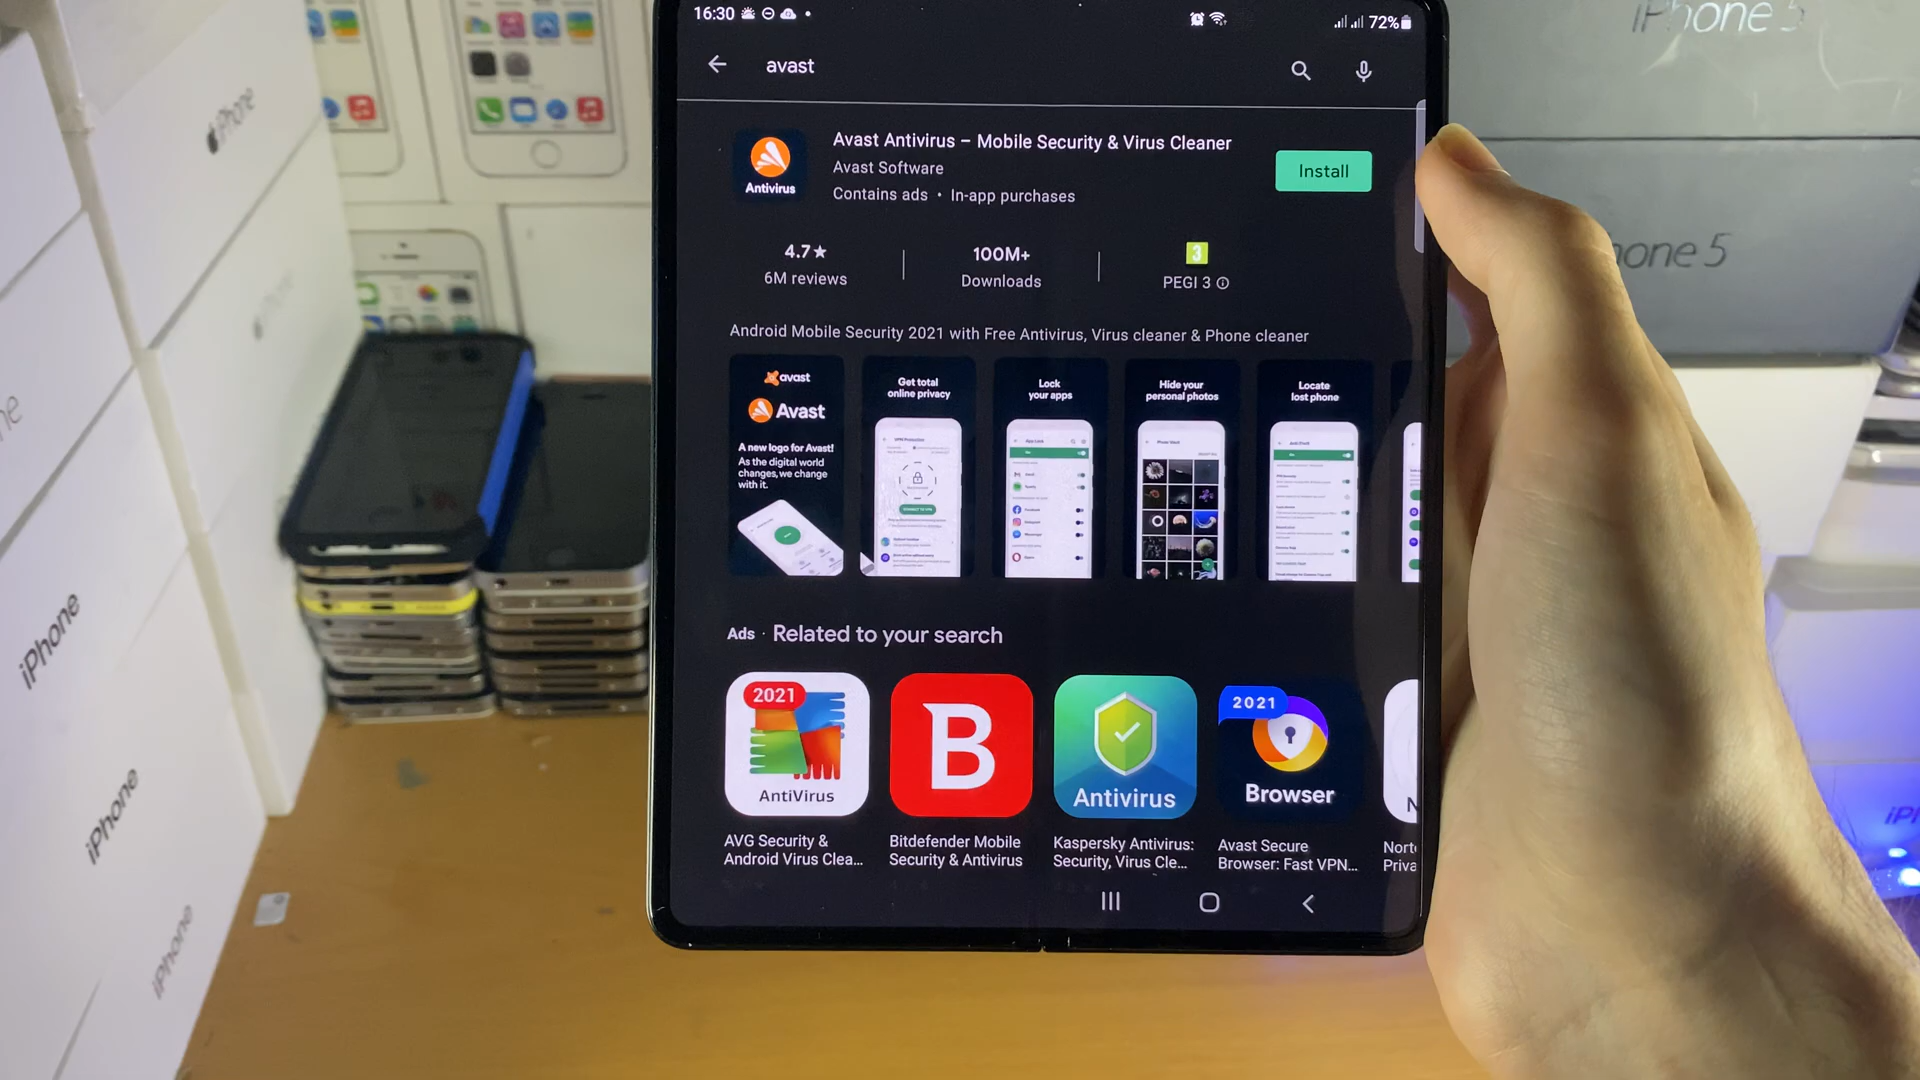 16:30
72%
avast
Avast Antivirus – Mobile Security & Virus Cleaner
Avast Software
Contains ads • In-app purchases
Install
Antivirus
4.7★
6M reviews
100M+
Downloads
3
PEGI 3
Android Mobile Security 2021 with Free Antivirus, Virus cleaner & Phone cleaner
avast
Avast
A new logo for Avast!
As the digital world
changes, we change
with it.
Get total
online privacy
Lock
your apps
Hide your
personal photos
Locate
lost phone
Ads · Related to your search
2021
AntiVirus
B
Antivirus
2021
Browser
N
AVG Security &
Android Virus Clea...
Bitdefender Mobile
Security & Antivirus
Kaspersky Antivirus:
Security, Virus Cle...
Avast Secure
Browser: Fast VPN...
Nort
Priva
iPhone
iPhone
iPhone
iPhone
iPhone
iPhone 5
hone 5